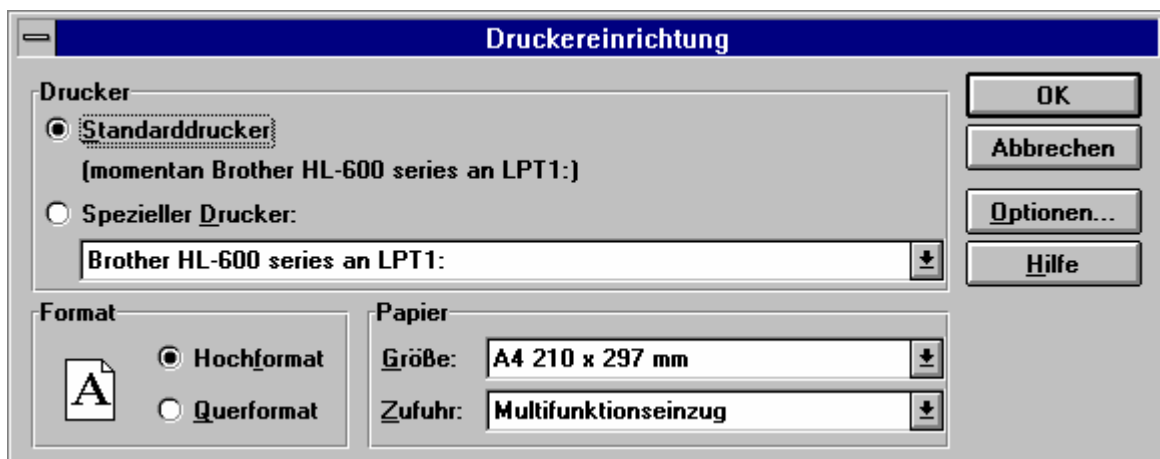 Druckereinrichtung
Drucker
Standarddrucker
(momentan Brother HL-600 series an LPT1:)
Spezieller Drucker:
Brother HL-600 series an LPT1:
OK
Abbrechen
Optionen...
Hilfe
Format
A
Hochformat
Querformat
Papier
Größe: A4 210 x 297 mm
Zufuhr: Multifunktionseinzug